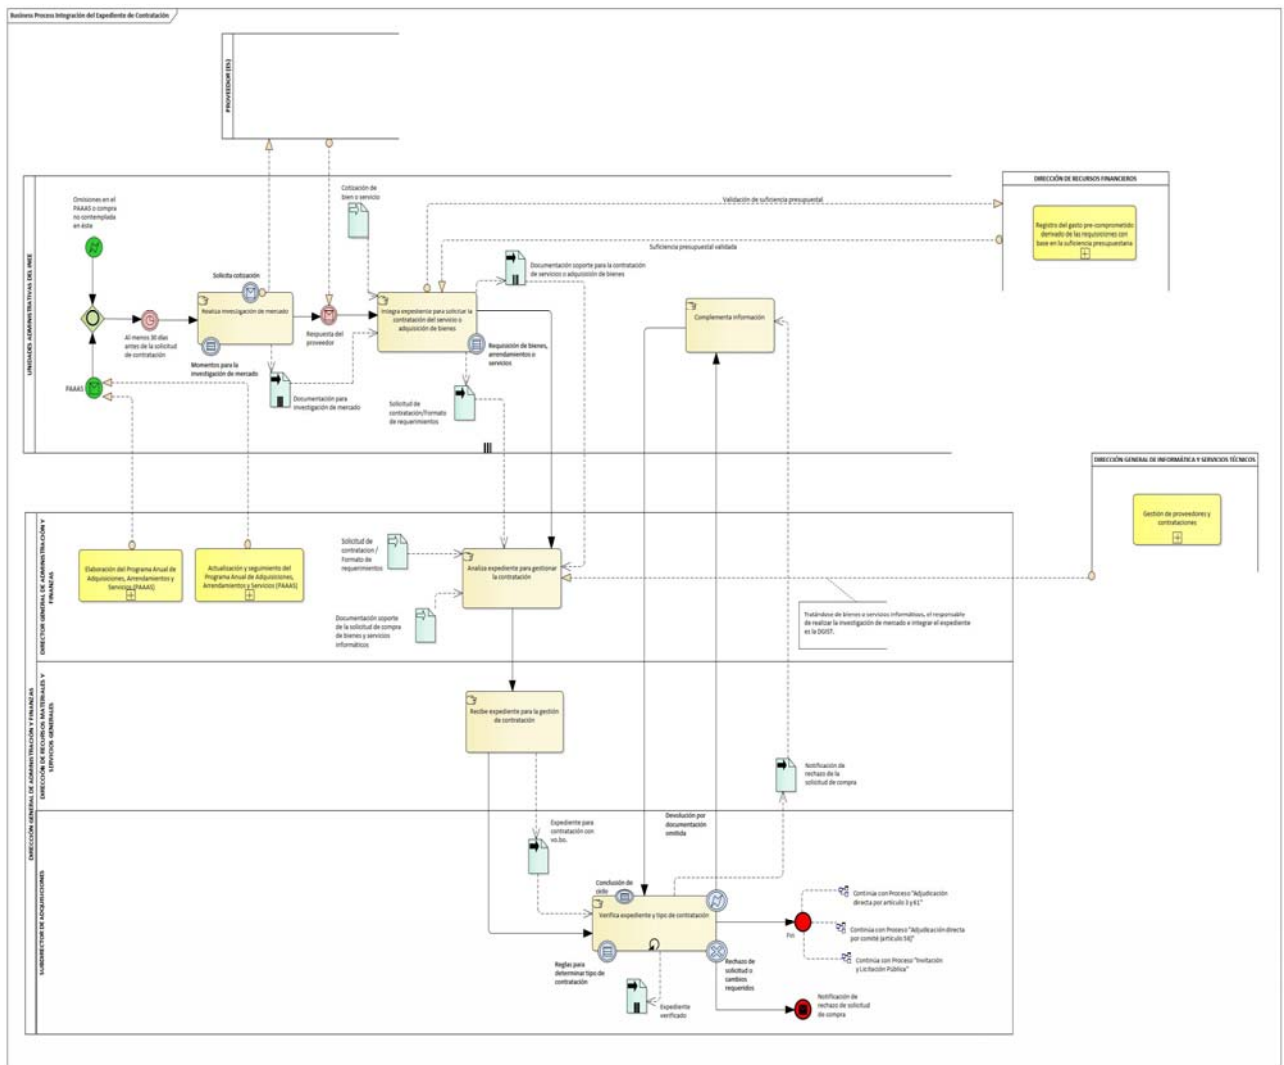 Business Process Integración del Expediente de Contratación
PROVEEDOR (ES)
UNIDADES ADMINISTRATIVAS DEL INEE
Omisiones en el
PAAAS o compra
no contemplada
en éste
PAAAS
Al menos 30 días
antes de la solicitud
de contratación
Solicita cotización
Realiza investigación de mercado
Momentos para la
investigación de mercado
Documentación para
investigación de mercado
Respuesta del
proveedor
Cotización de
bien o servicio
Integra expediente para solicitar la
contratación del servicio o
adquisición de bienes
Requisición de bienes,
arrendamientos o
servicios
Solicitud de
contratación/Formato
de requerimientos
Documentación soporte para la contratación
de servicios o adquisición de bienes
Validación de suficiencia presupuestal
Suficiencia presupuestal validada
Complementa información
DIRECCIÓN DE RECURSOS FINANCIEROS
Registro del gasto pre-comprometido
derivado de las requisiciones con
base en la suficiencia presupuestaria
DIRECCIÓN GENERAL DE INFORMÁTICA Y SERVICIOS TÉCNICOS
Gestión de proveedores y
contrataciones
DIRECCIÓN GENERAL DE ADMINISTRACIÓN Y FINANZAS
DIRECTOR GENERAL DE ADMINISTRACIÓN Y
FINANZAS
Elaboración del Programa Anual de
Adquisiciones, Arrendamientos y
Servicios (PAAAS)
Actualización y seguimiento del
Programa Anual de Adquisiciones,
Arrendamientos y Servicios (PAAAS)
Solicitud de
contratacion /
Formato de
requerimientos
Documentación soporte
de la solicitud de compra
de bienes y servicios
informáticos
Analiza expediente para gestionar
la contratación
Tratándose de bienes o servicios informáticos, el responsable
de realizar la investigación de mercado e integrar el expediente
es la DGIST.
DIRECCIÓN DE RECURSOS MATERIALES Y
SERVICIOS GENERALES
Recibe expediente para la gestión
de contratación
Notificación de
rechazo de la
solicitud de compra
SUBDIRECTOR DE ADQUISICIONES
Expediente para
contratación con
vo.bo.
Devolución por
documentación
omitida
Conclusión de
ciclo
Verifica expediente y tipo de contratación
Reglas para
determinar tipo de
contratación
Expediente
verificado
Rechazo de
solicitud o
cambios
requeridos
Fin
Continúa con Proceso "Adjudicación
directa por artículo 3 y 61"
Continúa con Proceso "Adjudicación directa
por comité (artículo 56)"
Continúa con Proceso "Invitación
y Licitación Pública"
Notificación de
rechazo de solicitud
de compra